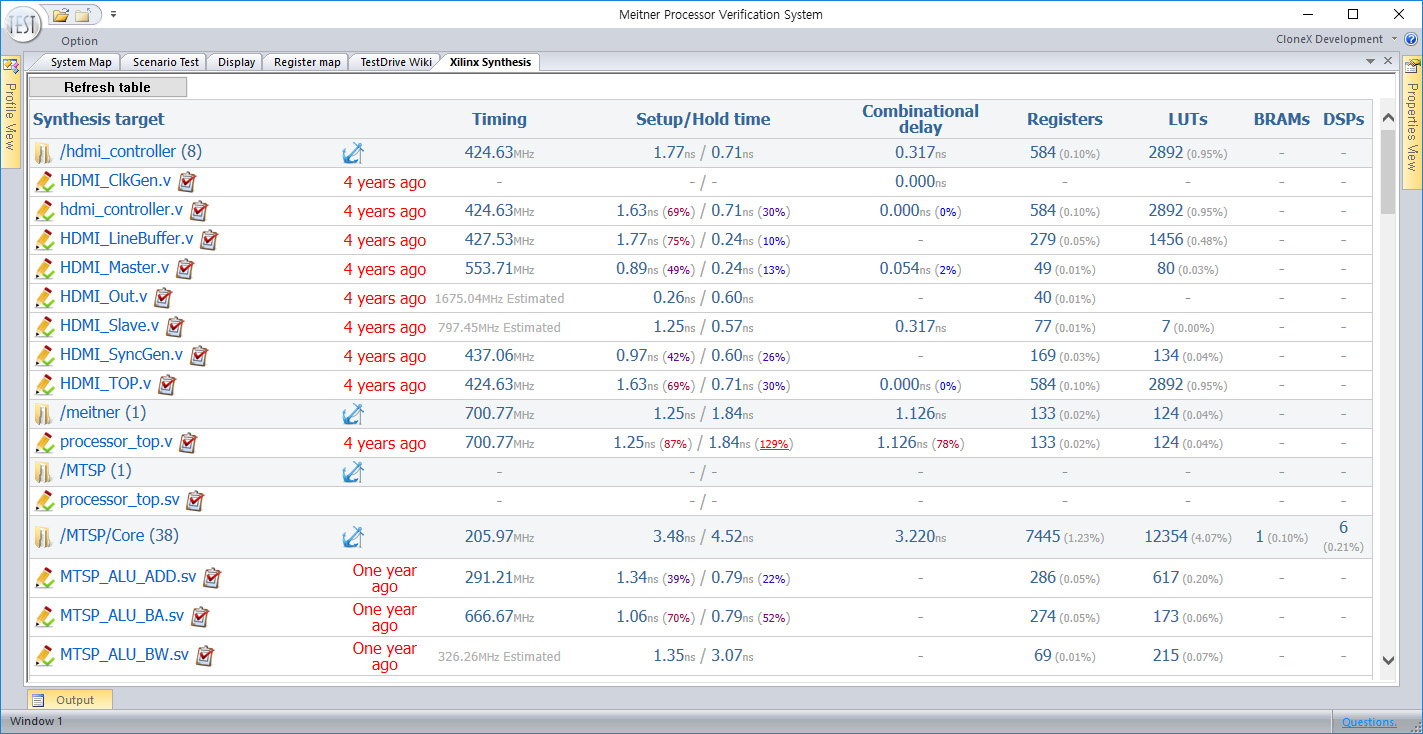 Meitner Processor Verification System
TEST
Option
CloneX Development
System Map Scenario Test Display Register map TestDrive Wiki Xilinx Synthesis
Profile View
Properties View
Refresh table
Synthesis target Timing Setup/Hold time Combinational delay Registers LUTs BRAMs DSPs
/hdmi_controller (8) 424.63MHz 1.77ns / 0.71ns 0.317ns 584 (0.10%) 2892 (0.95%) - -
HDMI_ClkGen.v 4 years ago - - / - 0.000ns - - - -
hdmi_controller.v 4 years ago 424.63MHz 1.63ns (69%) / 0.71ns (30%) 0.000ns (0%) 584 (0.10%) 2892 (0.95%) - -
HDMI_LineBuffer.v 4 years ago 427.53MHz 1.77ns (75%) / 0.24ns (10%) - 279 (0.05%) 1456 (0.48%) - -
HDMI_Master.v 4 years ago 553.71MHz 0.89ns (49%) / 0.24ns (13%) 0.054ns (2%) 49 (0.01%) 80 (0.03%) - -
HDMI_Out.v 4 years ago 1675.04MHz Estimated 0.26ns / 0.60ns - 40 (0.01%) - - -
HDMI_Slave.v 4 years ago 797.45MHz Estimated 1.25ns / 0.57ns 0.317ns 77 (0.01%) 7 (0.00%) - -
HDMI_SyncGen.v 4 years ago 437.06MHz 0.97ns (42%) / 0.60ns (26%) - 169 (0.03%) 134 (0.04%) - -
HDMI_TOP.v 4 years ago 424.63MHz 1.63ns (69%) / 0.71ns (30%) 0.000ns (0%) 584 (0.10%) 2892 (0.95%) - -
/meitner (1) 700.77MHz 1.25ns / 1.84ns 1.126ns 133 (0.02%) 124 (0.04%) - -
processor_top.v 4 years ago 700.77MHz 1.25ns (87%) / 1.84ns (129%) 1.126ns (78%) 133 (0.02%) 124 (0.04%) - -
/MTSP (1) - - / - - - - - -
processor_top.sv - - / - - - - - -
/MTSP/Core (38) 205.97MHz 3.48ns / 4.52ns 3.220ns 7445 (1.23%) 12354 (4.07%) 1 (0.10%) 6 (0.21%)
MTSP_ALU_ADD.sv One year ago 291.21MHz 1.34ns (39%) / 0.79ns (22%) - 286 (0.05%) 617 (0.20%) - -
MTSP_ALU_BA.sv One year ago 666.67MHz 1.06ns (70%) / 0.79ns (52%) - 274 (0.05%) 173 (0.06%) - -
MTSP_ALU_BW.sv One year ago 326.26MHz Estimated 1.35ns / 3.07ns - 69 (0.01%) 215 (0.07%) - -
Output
Window 1
Questions.